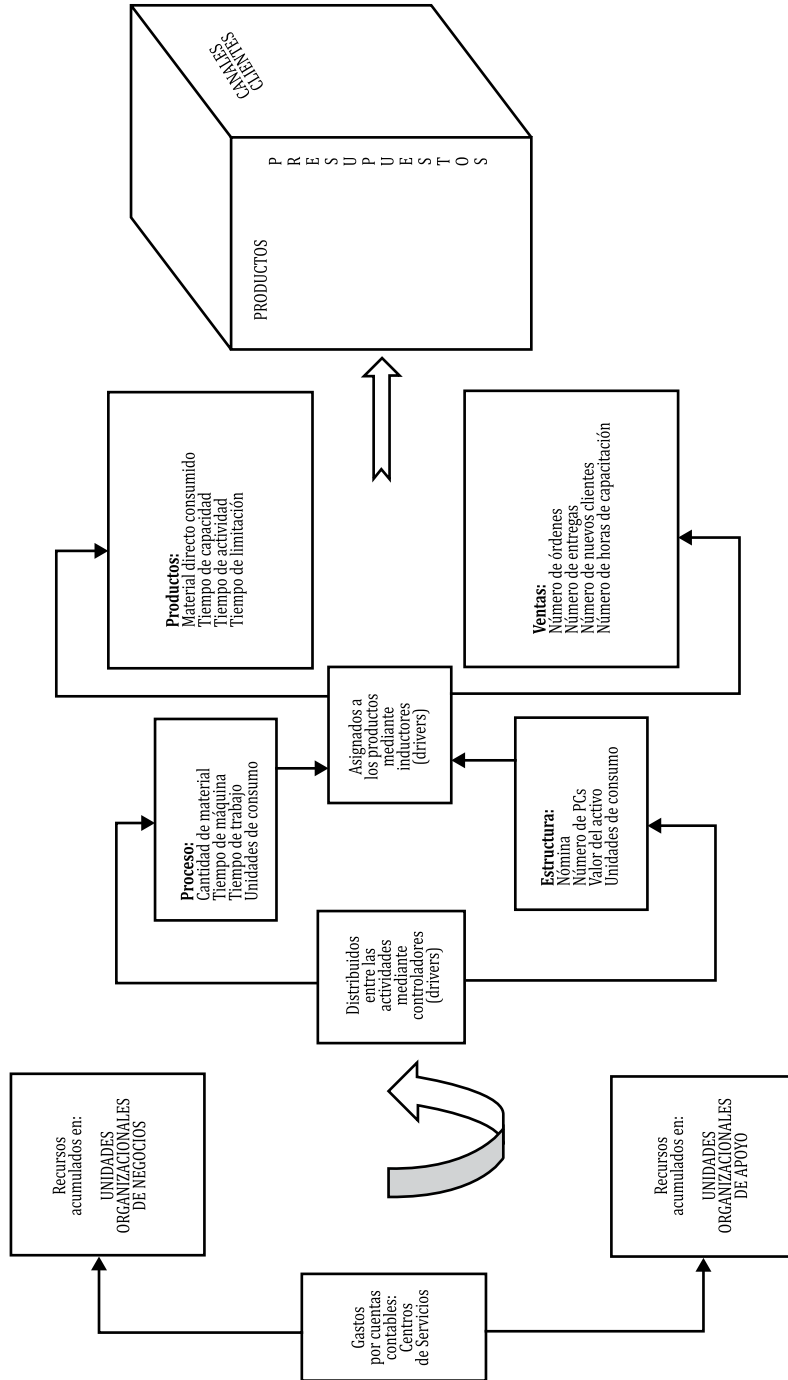 Gastos
por cuentas
contables:
Centros
de Servicios
Recursos
acumulados en:
UNIDADES
ORGANIZACIONALES
DE NEGOCIOS
Recursos
acumulados en:
UNIDADES
ORGANIZACIONALES
DE APOYO
Distribuidos
entre las
actividades
mediante
controladores
(drivers)
Proceso:
Cantidad de material
Tiempo de máquina
Tiempo de trabajo
Unidades de consumo
Estructura:
Nómina
Número de PCs
Valor del activo
Unidades de consumo
Asignados a
los productos
mediante
inductores
(drivers)
Productos:
Material directo consumido
Tiempo de capacidad
Tiempo de actividad
Tiempo de limitación
Ventas:
Número de órdenes
Número de entregas
Número de nuevos clientes
Número de horas de capacitación
PRODUCTOS
PRESUPUESTOS
CANALES
CLIENTES